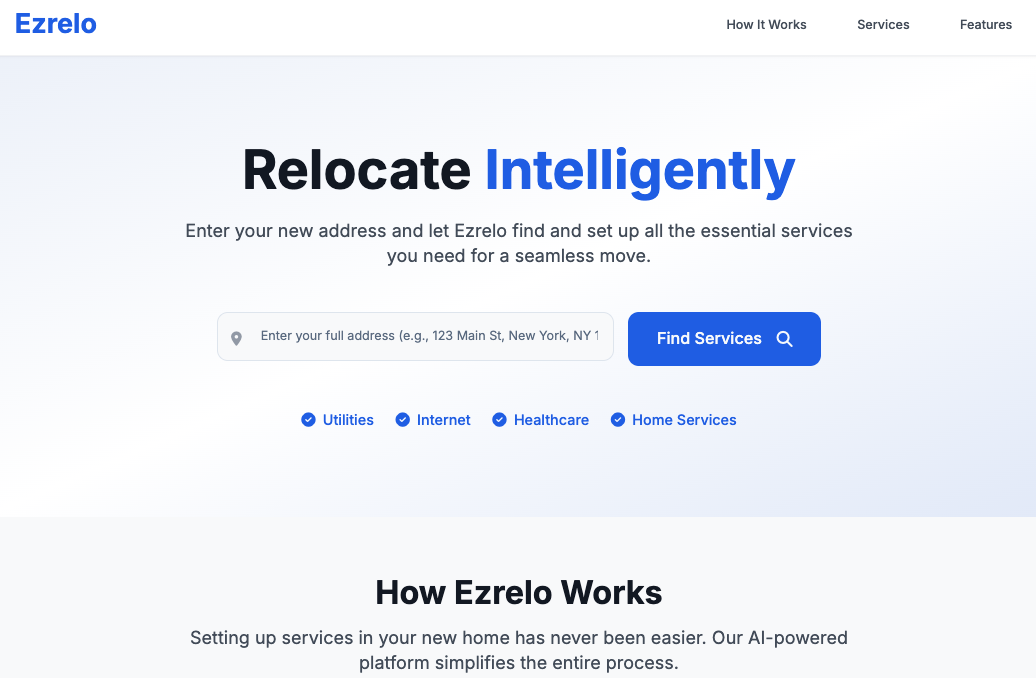 Ezrelo
How It Works
Services
Features
Relocate Intelligently
Enter your new address and let Ezrelo find and set up all the essential services
you need for a seamless move.
Enter your full address (e.g., 123 Main St, New York, NY 1
Find Services
Utilities
Internet
Healthcare
Home Services
How Ezrelo Works
Setting up services in your new home has never been easier. Our AI-powered
platform simplifies the entire process.